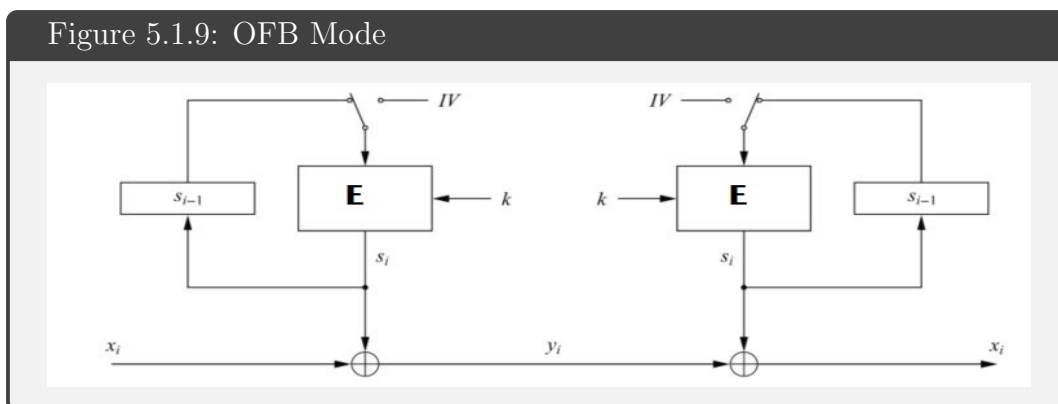 Figure 5.1.9: OFB Mode
IV IV
s_{i–1} E k k E s_{i–1}
s_i s_i
x_i y_i x_i